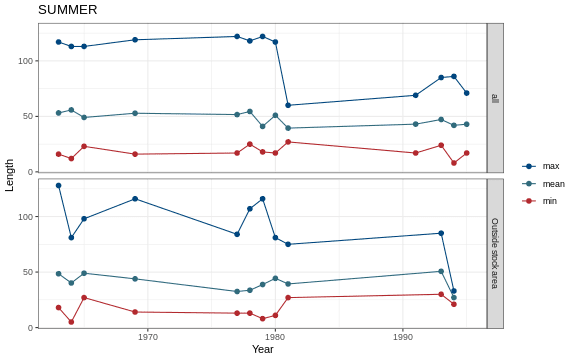 SUMMER
100
50
0
all
100
50
0
Outside stock area
1970
1980
1990
Year
Length
max
mean
min